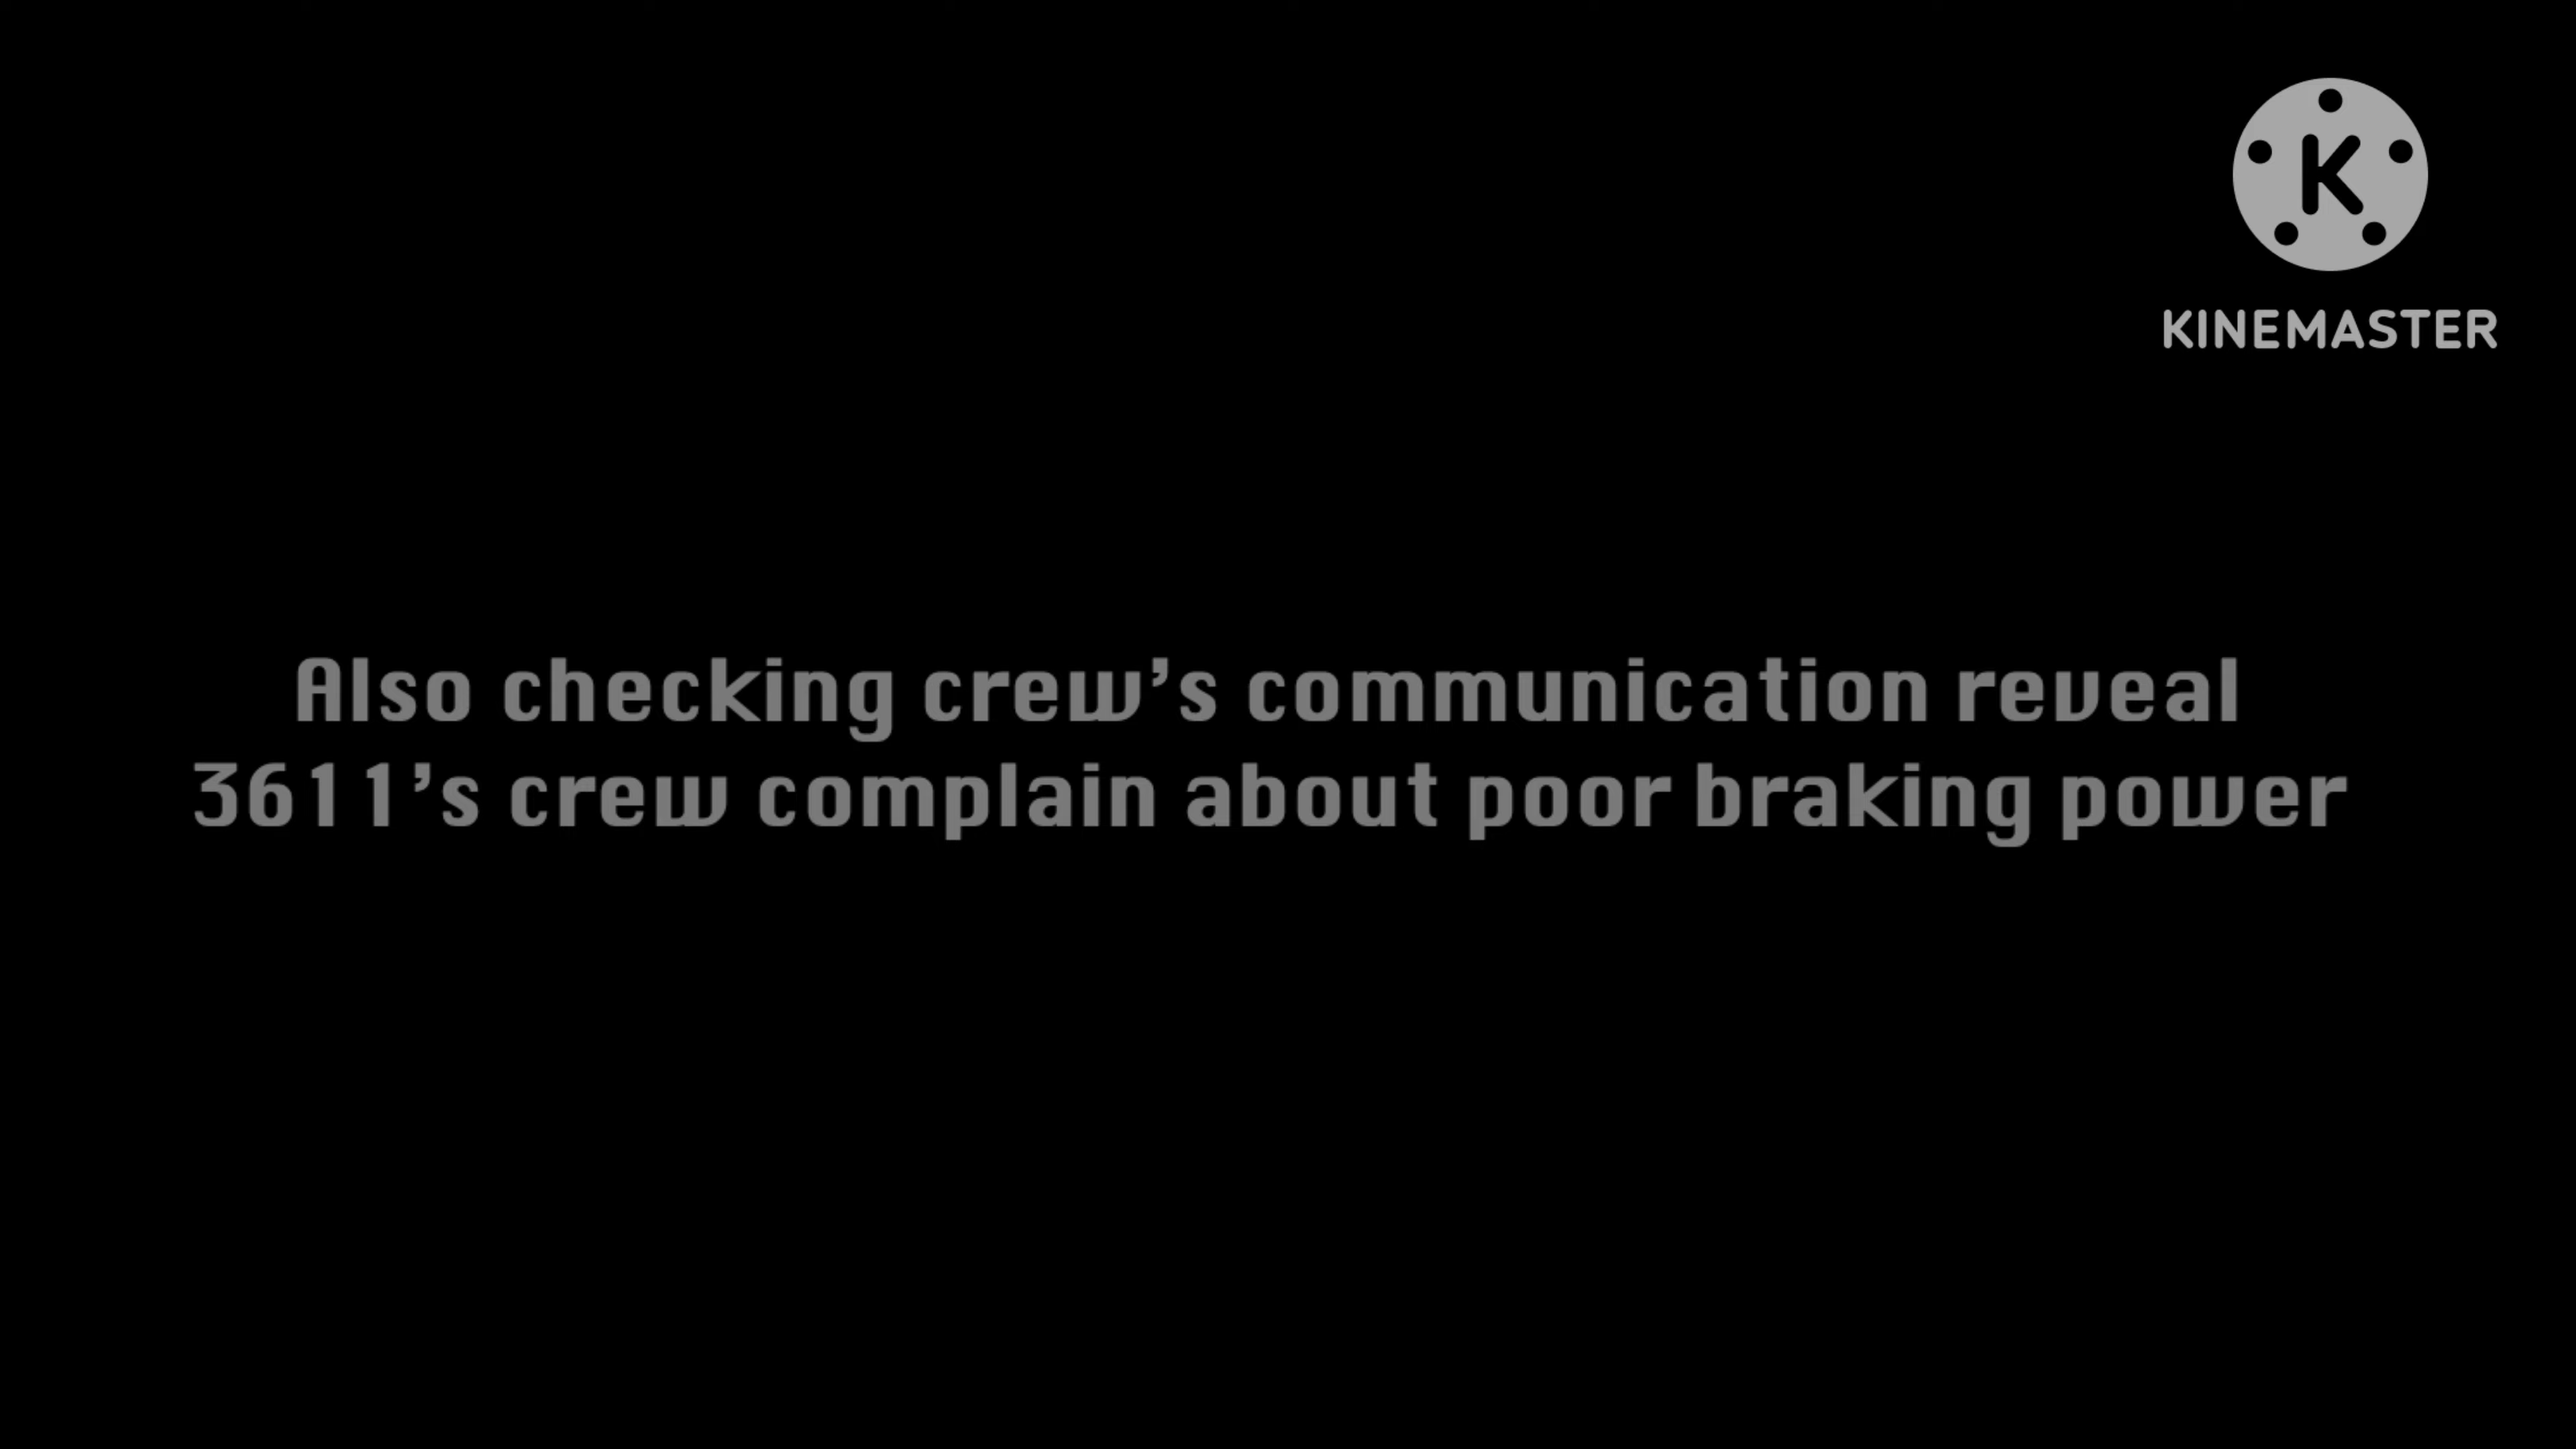 K
KINEMASTER
Also checking crew’s communication reveal
3611’s crew complain about poor braking power